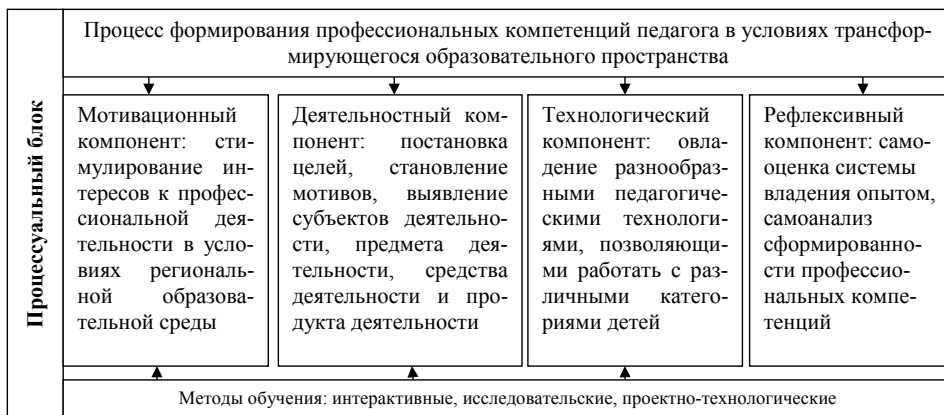 Процессуальный блок
Процесс формирования профессиональных компетенций педагога в условиях трансфор-
мирующегося образовательного пространства
Мотивационный
компонент: сти-
мулирование ин-
тересов к профес-
сиональной дея-
тельности в усло-
виях региональ-
ной образова-
тельной среды
Деятельностный ком-
понент: постановка
целей, становление
мотивов, выявление
субъектов деятельно-
сти, предмета дея-
тельности, средства
деятельности и про-
дукта деятельности
Технологический
компонент: овла-
дение разнообраз-
ными педагогиче-
скими технологи-
ями, позволяющи-
ми работать с раз-
личными катего-
риями детей
Рефлексивный
компонент: само-
оценка системы
владения опытом,
самоанализ
сформированно-
сти профессио-
нальных компе-
тенций
Методы обучения: интерактивные, исследовательские, проектно-технологические